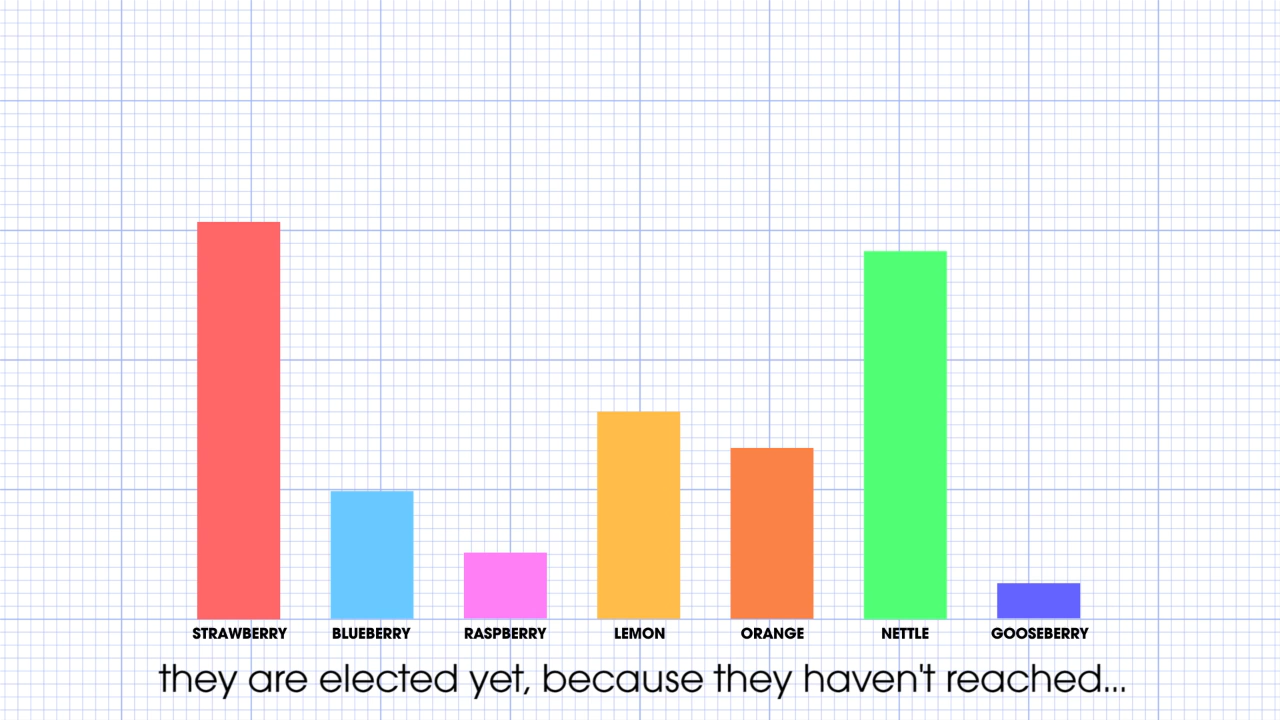 STRAWBERRY BLUEBERRY RASPBERRY LEMON ORANGE NETTLE GOOSEBERRY
they are elected yet, because they haven't reached...